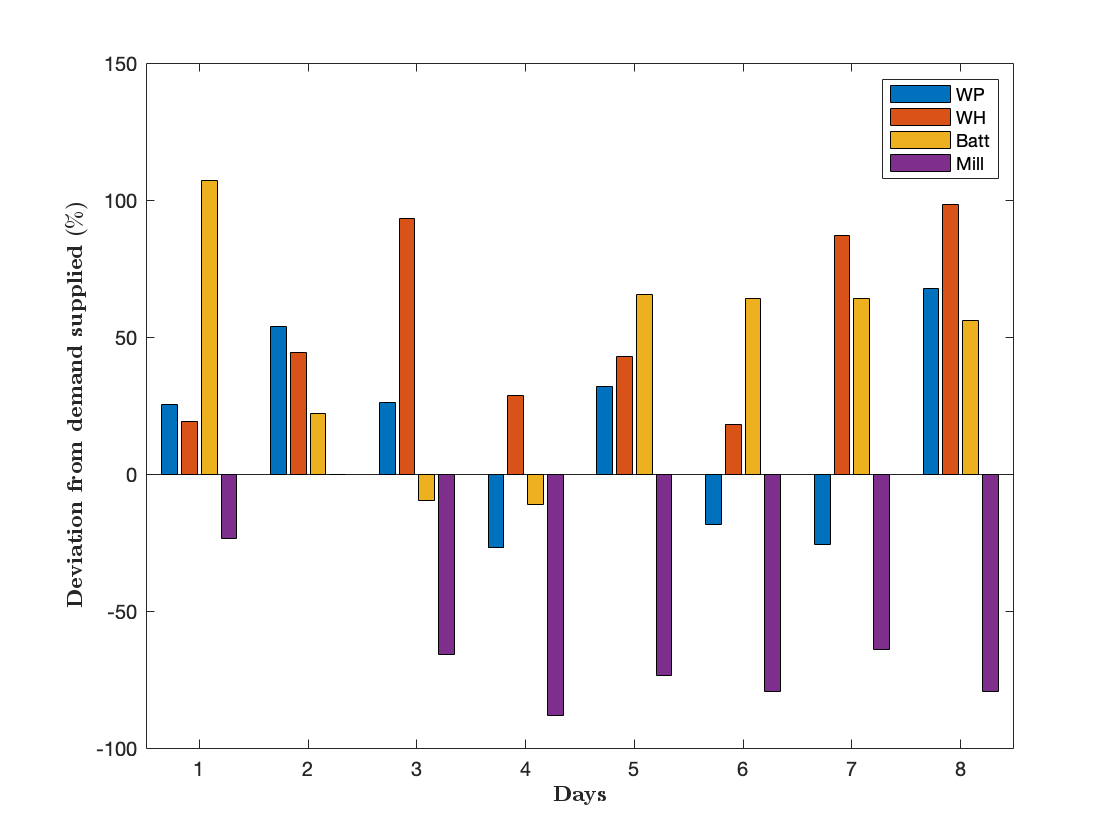 150
100
50
0
-50
-100
Deviation from demand supplied (%)
WP
WH
Batt
Mill
1 2 3 4 5 6 7 8
Days